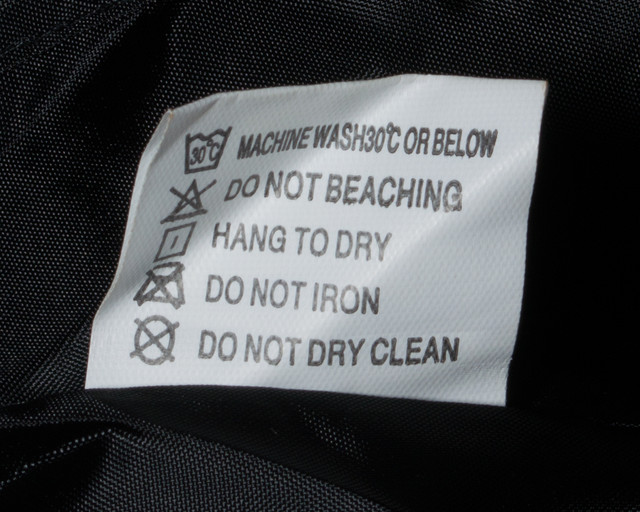 30°C MACHINE WASH30°C OR BELOW
DO NOT BEACHING
HANG TO DRY
DO NOT IRON
DO NOT DRY CLEAN